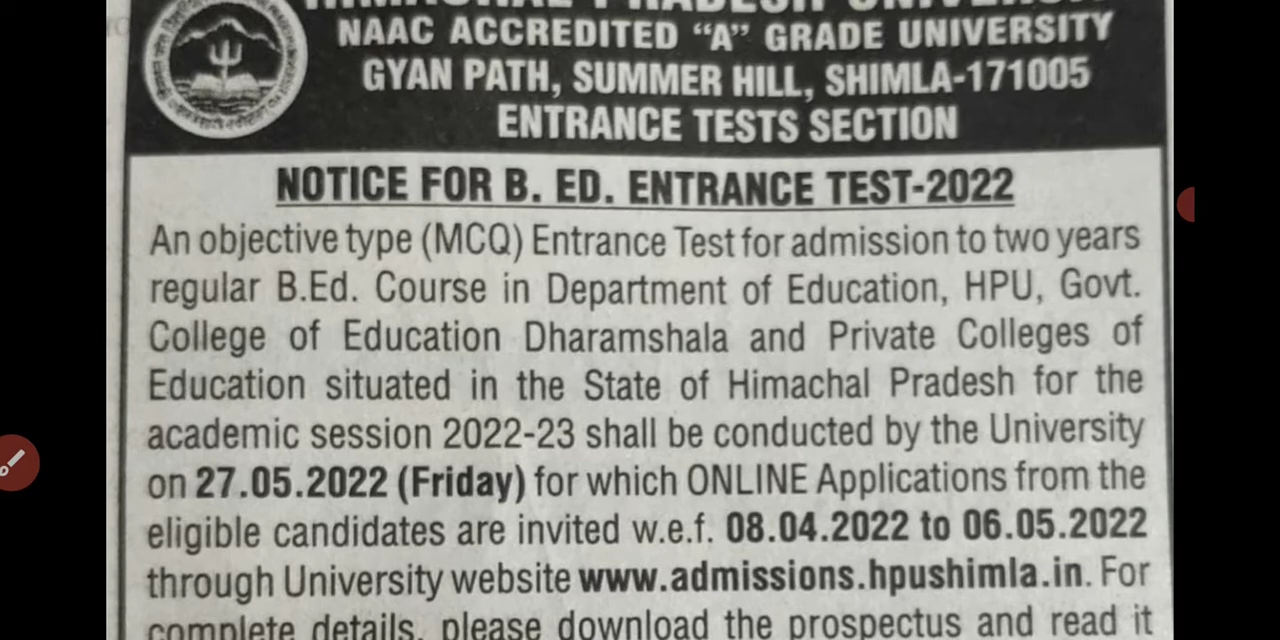 HIMACHAL PRADESH UNIVERSITY
NAAC ACCREDITED “A” GRADE UNIVERSITY
GYAN PATH, SUMMER HILL, SHIMLA-171005
ENTRANCE TESTS SECTION
NOTICE FOR B. ED. ENTRANCE TEST-2022
An objective type (MCQ) Entrance Test for admission to two years
regular B.Ed. Course in Department of Education, HPU, Govt.
College of Education Dharamshala and Private Colleges of
Education situated in the State of Himachal Pradesh for the
academic session 2022-23 shall be conducted by the University
on 27.05.2022 (Friday) for which ONLINE Applications from the
eligible candidates are invited w.e.f. 08.04.2022 to 06.05.2022
through University website www.admissions.hpushimla.in. For
complete details, please download the prospectus and read it